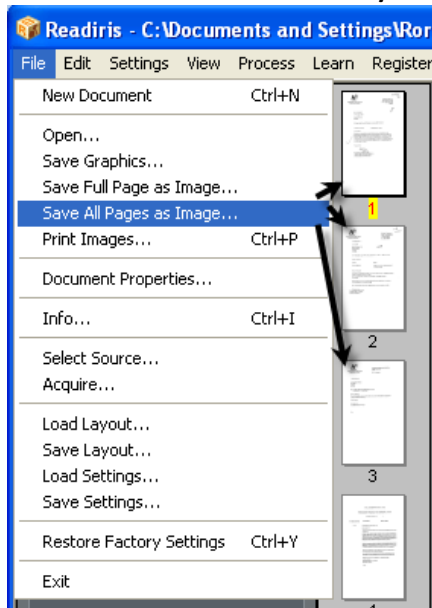 Readiris - C:\Documents and Settings\Ror
File Edit Settings View Process Learn Register
New Document Ctrl+N
Open...
Save Graphics...
Save Full Page as Image...
Save All Pages as Image...
Print Images... Ctrl+P
Document Properties...
Info... Ctrl+I
Select Source...
Acquire...
Load Layout...
Save Layout...
Load Settings...
Save Settings...
Restore Factory Settings Ctrl+Y
Exit
1
2
3